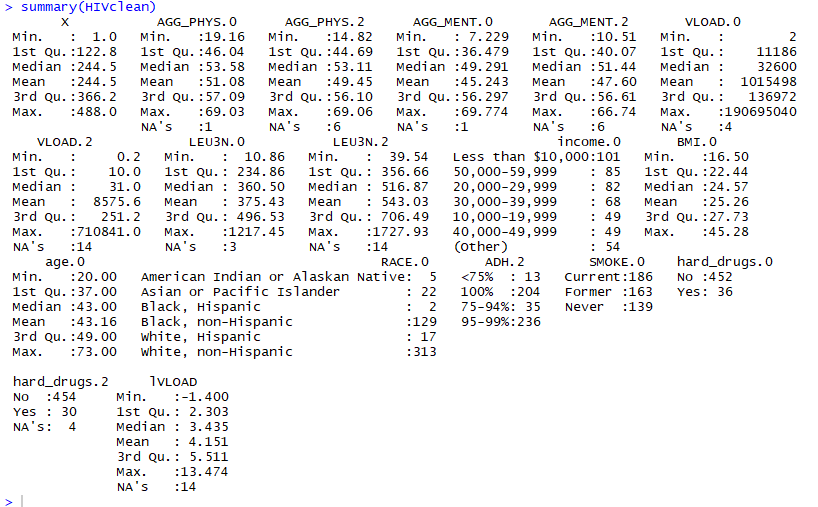 > summary(HIVclean)
       X           AGG_PHYS.0      AGG_PHYS.2      AGG_MENT.0       AGG_MENT.2       VLOAD.0
 Min.   :  1.0   Min.   :19.16   Min.   :14.82   Min.   : 7.229   Min.   :10.51   Min.   :        2
 1st Qu.:122.8   1st Qu.:46.04   1st Qu.:44.69   1st Qu.:36.479   1st Qu.:40.07   1st Qu.:    11186
 Median :244.5   Median :53.58   Median :53.11   Median :49.291   Median :51.44   Median :    32600
 Mean   :244.5   Mean   :51.08   Mean   :49.45   Mean   :45.243   Mean   :47.60   Mean   :  1015498
 3rd Qu.:366.2   3rd Qu.:57.09   3rd Qu.:56.10   3rd Qu.:56.297   3rd Qu.:56.61   3rd Qu.:   136972
 Max.   :488.0   Max.   :69.03   Max.   :69.06   Max.   :69.774   Max.   :66.74   Max.   :190695040
                 NA's   :1       NA's   :6       NA's   :1        NA's   :6       NA's   :4
    VLOAD.2            LEU3N.0           LEU3N.2                    income.0       BMI.0
 Min.   :     0.2   Min.   :  10.86   Min.   :  39.54   Less than $10,000:101   Min.   :16.50
 1st Qu.:    10.0   1st Qu.: 234.86   1st Qu.: 356.66   50,000-59,999    : 85   1st Qu.:22.44
 Median :    31.0   Median : 360.50   Median : 516.87   20,000-29,999    : 82   Median :24.57
 Mean   :  8575.6   Mean   : 375.43   Mean   : 543.03   30,000-39,999    : 68   Mean   :25.26
 3rd Qu.:   251.2   3rd Qu.: 496.53   3rd Qu.: 706.49   10,000-19,999    : 49   3rd Qu.:27.73
 Max.   :710841.0   Max.   :1217.45   Max.   :1727.93   40,000-49,999    : 49   Max.   :45.28
 NA's   :14         NA's   :3         NA's   :14        (Other)          : 54
     age.0                                     RACE.0        ADH.2        SMOKE.0    hard_drugs.0
 Min.   :20.00   American Indian or Alaskan Native:  5   <75%  : 13   Current:186   No :452
 1st Qu.:37.00   Asian or Pacific Islander        : 22   100%  :204   Former :163   Yes: 36
 Median :43.00   Black, Hispanic                  :  2   75-94%: 35   Never  :139
 Mean   :43.16   Black, non-Hispanic              :129   95-99%:236
 3rd Qu.:49.00   White, Hispanic                  : 17
 Max.   :73.00   White, non-Hispanic              :313
 hard_drugs.2     lVLOAD
 No  :454     Min.   :-1.400
 Yes : 30     1st Qu.: 2.303
 NA's:  4     Median : 3.435
              Mean   : 4.151
              3rd Qu.: 5.511
              Max.   :13.474
              NA's   :14
>